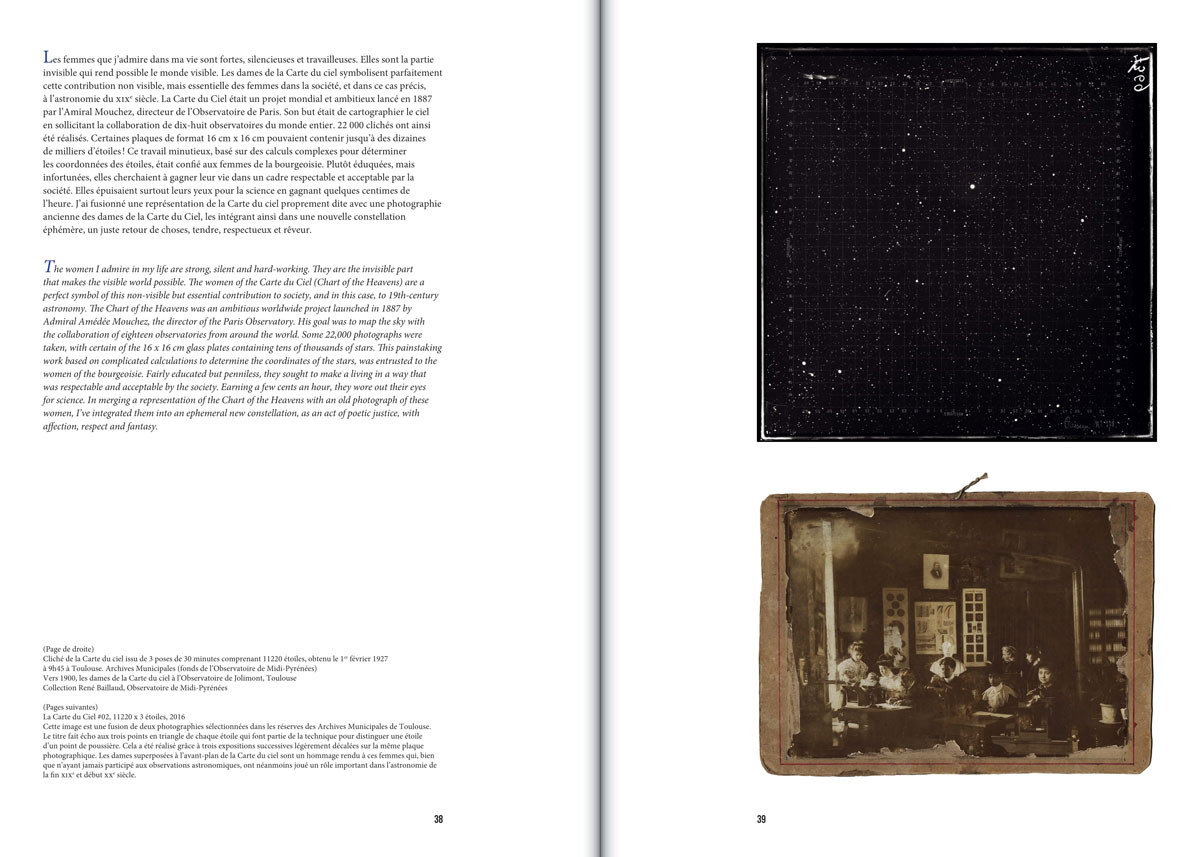 Les femmes que j’admire dans ma vie sont fortes, silencieuses et travailleuses. Elles sont la partie
invisible qui rend possible le monde visible. Les dames de la Carte du ciel symbolisent parfaitement
cette contribution non visible, mais essentielle des femmes dans la société, et dans ce cas précis,
à l’astronomie du XIXᵉ siècle. La Carte du Ciel était un projet mondial et ambitieux lancé en 1887
par l’Amiral Mouchez, directeur de l’Observatoire de Paris. Son but était de cartographier le ciel
en sollicitant la collaboration de dix-huit observatoires du monde entier. 22 000 clichés ont ainsi
été réalisés. Certaines plaques de format 16 cm x 16 cm pouvaient contenir jusqu’à des dizaines
de milliers d’étoiles ! Ce travail minutieux, basé sur des calculs complexes pour déterminer
les coordonnées des étoiles, était confié aux femmes de la bourgeoisie. Plutôt éduquées, mais
infortunées, elles cherchaient à gagner leur vie dans un cadre respectable et acceptable par la
société. Elles épuisaient surtout leurs yeux pour la science en gagnant quelques centimes de
l’heure. J’ai fusionné une représentation de la Carte du ciel proprement dite avec une photographie
ancienne des dames de la Carte du Ciel, les intégrant ainsi dans une nouvelle constellation
éphémère, un juste retour de choses, tendre, respectueux et rêveur.
The women I admire in my life are strong, silent and hard-working. They are the invisible part
that makes the visible world possible. The women of the Carte du Ciel (Chart of the Heavens) are a
perfect symbol of this non-visible but essential contribution to society, and in this case, to 19th-century
astronomy. The Chart of the Heavens was an ambitious worldwide project launched in 1887 by
Admiral Amédée Mouchez, the director of the Paris Observatory. His goal was to map the sky with
the collaboration of eighteen observatories from around the world. Some 22,000 photographs were
taken, with certain of the 16 x 16 cm glass plates containing tens of thousands of stars. This painstaking
work based on complicated calculations to determine the coordinates of the stars, was entrusted to the
women of the bourgeoisie. Fairly educated but penniless, they sought to make a living in a way that
was respectable and acceptable by the society. Earning a few cents an hour, they wore out their eyes
for science. In merging a representation of the Chart of the Heavens with an old photograph of these
women, I’ve integrated them into an ephemeral new constellation, as an act of poetic justice, with
affection, respect and fantasy.
(Page de droite)
Cliché de la Carte du ciel issu de 3 poses de 30 minutes comprenant 11220 étoiles, obtenu le 1ᵉʳ février 1927
à 9h45 à Toulouse. Archives Municipales (fonds de l’Observatoire de Midi-Pyrénées)
Vers 1900, les dames de la Carte du ciel à l’Observatoire de Jolimont, Toulouse
Collection René Baillaud, Observatoire de Midi-Pyrénées
(Pages suivantes)
La Carte du Ciel #02, 11220 x 3 étoiles, 2016
Cette image est une fusion de deux photographies sélectionnées dans les réserves des Archives Municipales de Toulouse.
Le titre fait écho aux trois points en triangle de chaque étoile qui font partie de la technique pour distinguer une étoile
d’un point de poussière. Cela a été réalisé grâce à trois expositions successives légèrement décalées sur la même plaque
photographique. Les dames superposées à l’avant-plan de la Carte du ciel sont un hommage rendu à ces femmes qui, bien
que n’ayant jamais participé aux observations astronomiques, ont néanmoins joué un rôle important dans l’astronomie de
la fin XIXᵉ et début XXᵉ siècle.
38
39